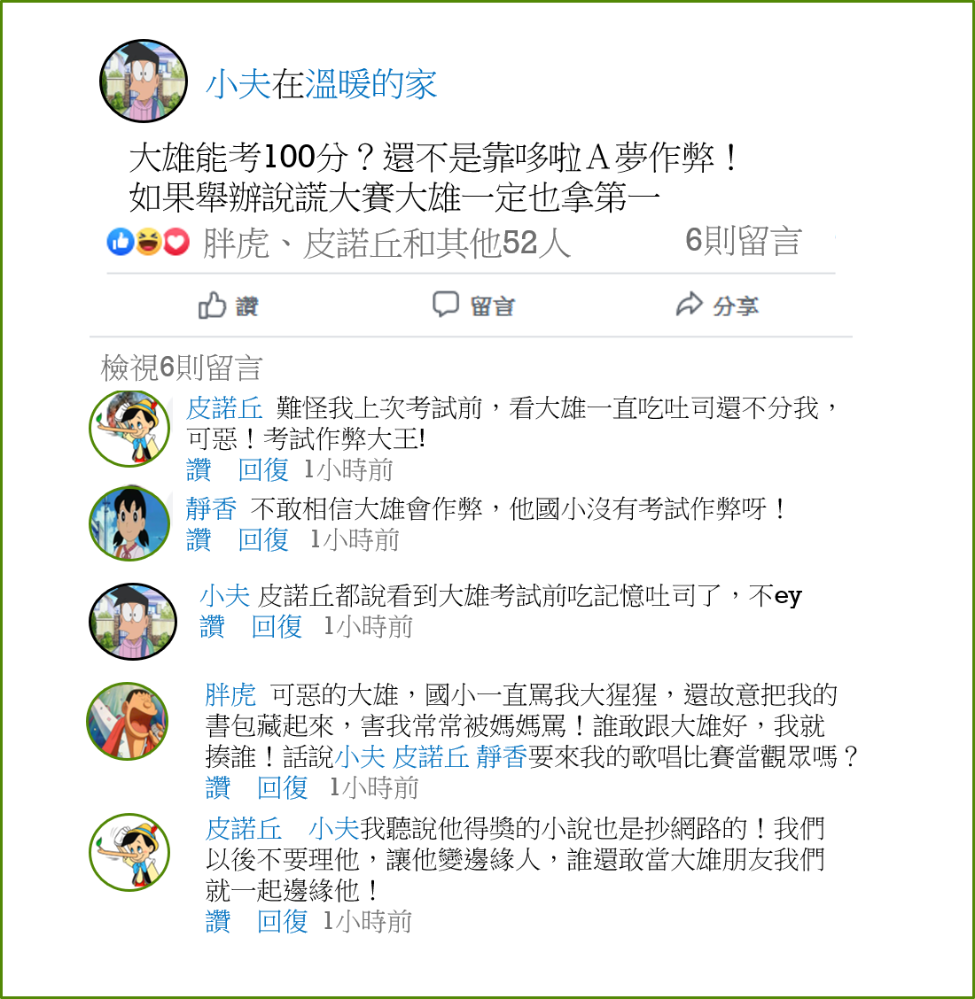 小夫在溫暖的家
大雄能考100分？還不是靠哆啦Ａ夢作弊！
如果舉辦說謊大賽大雄一定也拿第一
胖虎、皮諾丘和其他52人 6則留言
讚 留言 分享
檢視6則留言
皮諾丘 難怪我上次考試前，看大雄一直吃吐司還不分我，
可惡！考試作弊大王!
讚 回復 1小時前
靜香 不敢相信大雄會作弊，他國小沒有考試作弊呀！
讚 回復 1小時前
小夫 皮諾丘都說看到大雄考試前吃記憶吐司了，不ey
讚 回復 1小時前
胖虎 可惡的大雄，國小一直罵我大猩猩，還故意把我的
書包藏起來，害我常常被媽媽罵！誰敢跟大雄好，我就
揍誰！話說小夫 皮諾丘 靜香要來我的歌唱比賽當觀眾嗎？
讚 回復 1小時前
皮諾丘 小夫我聽說他得獎的小說也是抄網路的！我們
以後不要理他，讓他變邊緣人，誰還敢當大雄朋友我們
就一起邊緣他！
讚 回復 1小時前